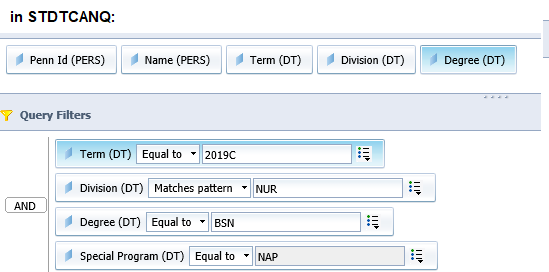 in STDTCANQ:
Penn Id (PERS) Name (PERS) Term (DT) Division (DT) Degree (DT)
Query Filters
Term (DT) Equal to 2019C
Division (DT) Matches pattern NUR
AND
Degree (DT) Equal to BSN
Special Program (DT) Equal to NAP